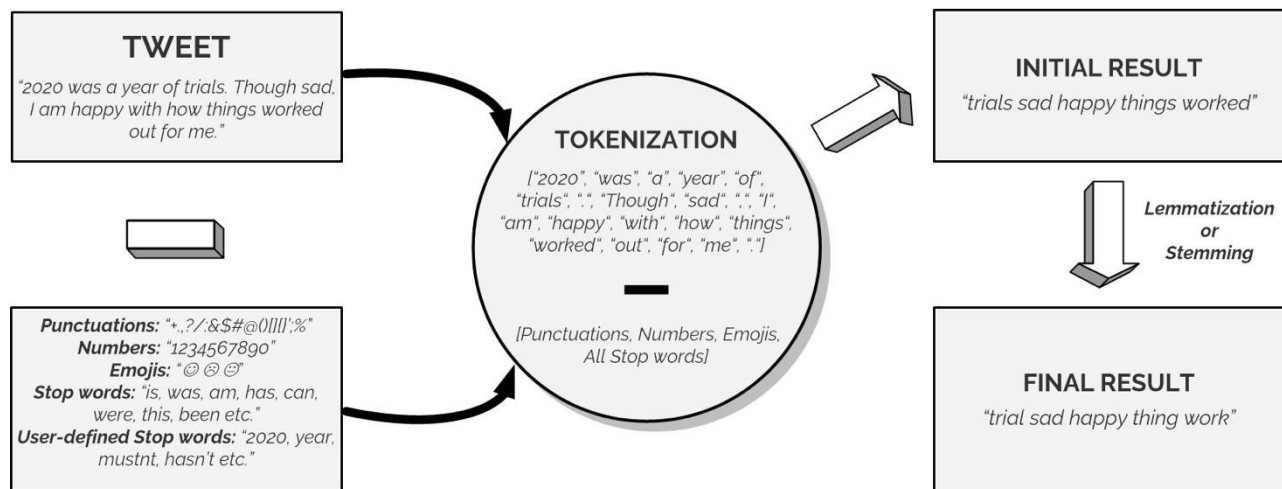 TWEET
“2020 was a year of trials. Though sad,
I am happy with how things worked
out for me.”
Punctuations: “+.,?/:&$#@()[][]’;%”
Numbers: “1234567890”
Emojis: “☺ ☹ 😐”
Stop words: “is, was, am, has, can,
were, this, been etc.”
User-defined Stop words: “2020, year,
mustnt, hasn’t etc.”
TOKENIZATION
[“2020”, “was”, “a”, “year”, “of“,
“trials“, “.“, “Though“, “sad“, “,“, “I“,
“am“, “happy“, “with“, “how“, “things“,
“worked“, “out“, “for“, “me“, “.“]
[Punctuations, Numbers, Emojis,
All Stop words]
INITIAL RESULT
“trials sad happy things worked”
Lemmatization
or
Stemming
FINAL RESULT
“trial sad happy thing work”